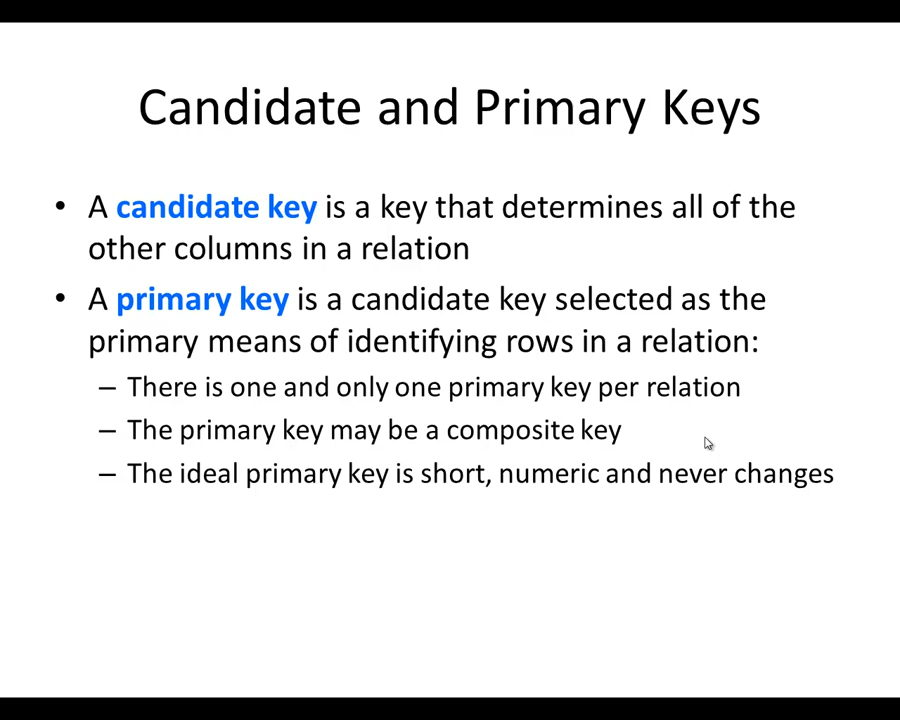 Candidate and Primary Keys
• A candidate key is a key that determines all of the
other columns in a relation
• A primary key is a candidate key selected as the
primary means of identifying rows in a relation:
– There is one and only one primary key per relation
– The primary key may be a composite key
– The ideal primary key is short, numeric and never changes